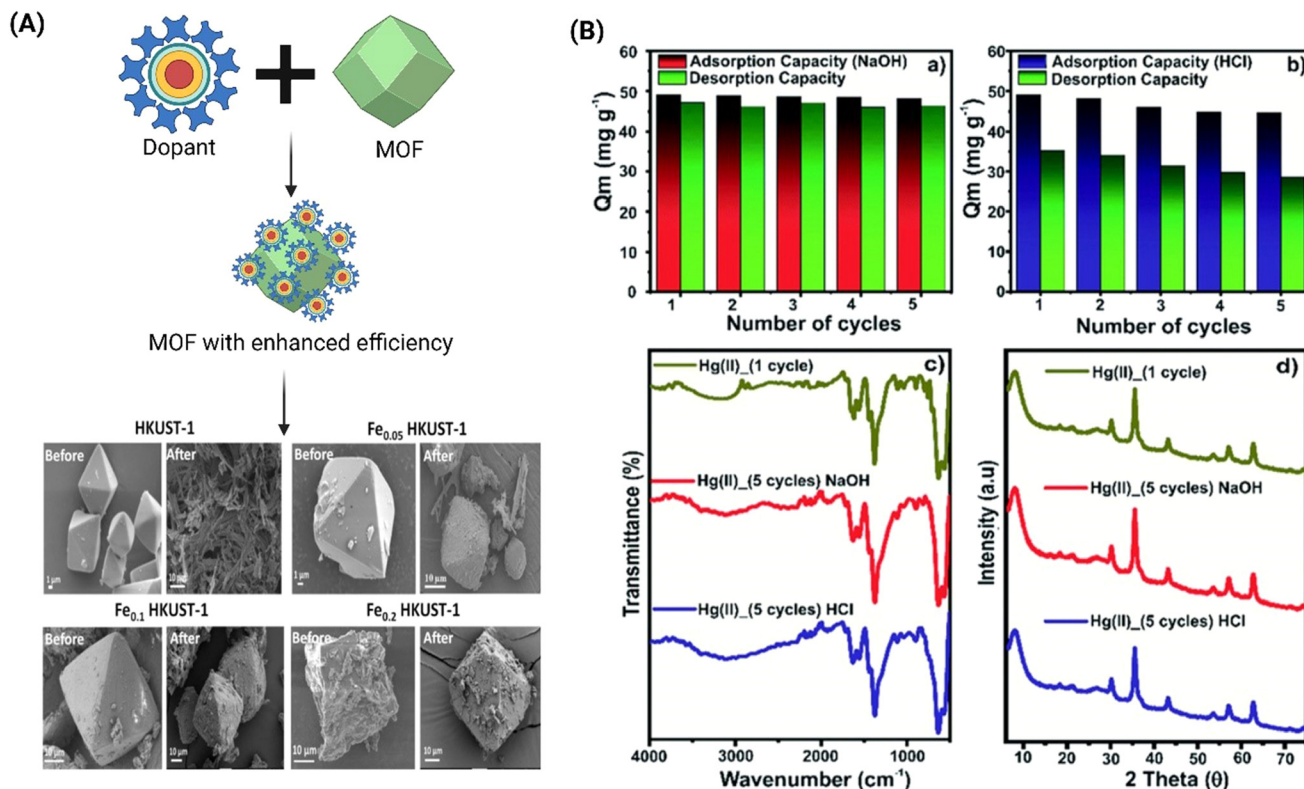 (A)
Dopant
MOF
MOF with enhanced efficiency
HKUST-1
Before
1 µm
After
10 µm
Fe0.05 HKUST-1
Before
1 µm
After
10 µm
Fe0.1 HKUST-1
Before
10 µm
After
10 µm
Fe0.2 HKUST-1
Before
10 µm
After
10 µm
(B)
a)
Adsorption Capacity (NaOH)
Desorption Capacity
Qm (mg g⁻¹)
60
50
40
30
20
10
0
1 2 3 4 5
Number of cycles
b)
Adsorption Capacity (HCl)
Desorption Capacity
Qm (mg g⁻¹)
60
50
40
30
20
10
0
1 2 3 4 5
Number of cycles
c)
Hg(II)_(1 cycle)
Hg(II)_(5 cycles) NaOH
Hg(II)_(5 cycles) HCl
Transmittance (%)
4000 3000 2000 1000
Wavenumber (cm⁻¹)
d)
Hg(II)_(1 cycle)
Hg(II)_(5 cycles) NaOH
Hg(II)_(5 cycles) HCl
Intensity (a.u)
10 20 30 40 50 60 70
2 Theta (θ)